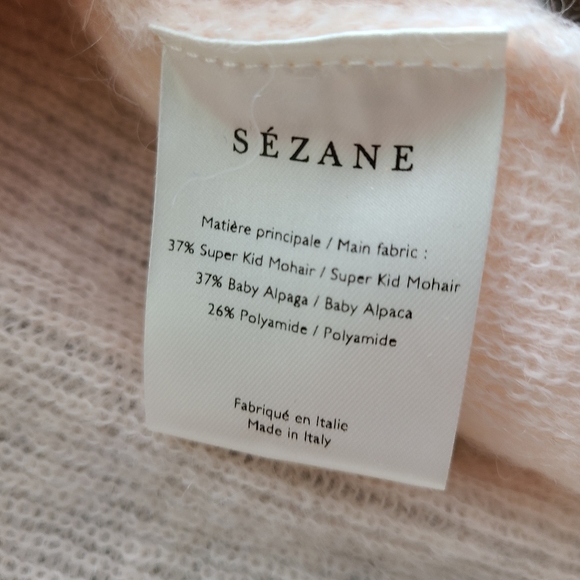 SÉZANE
Matière principale / Main fabric :
37% Super Kid Mohair / Super Kid Mohair
37% Baby Alpaga / Baby Alpaca
26% Polyamide / Polyamide
Fabriqué en Italie
Made in Italy